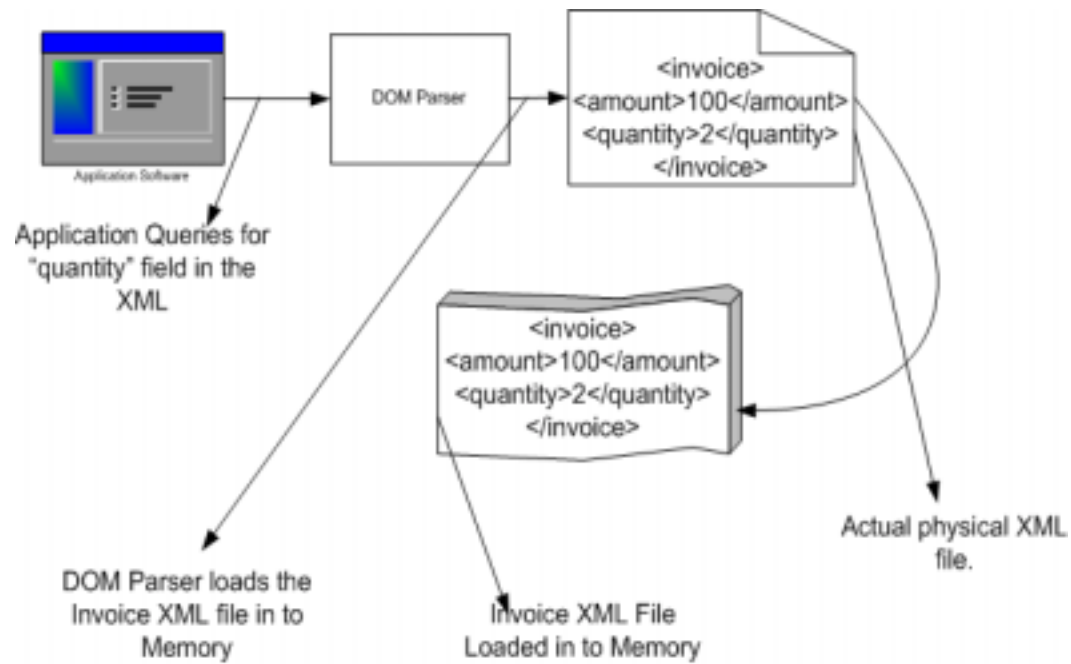 DOM Parser
<invoice>
<amount>100</amount>
<quantity>2</quantity>
</invoice>
Application Software
Application Queries for
“quantity” field in the
XML
<invoice>
<amount>100</amount>
<quantity>2</quantity>
</invoice>
Actual physical XML
file.
DOM Parser loads the
Invoice XML file in to
Memory
Invoice XML File
Loaded in to Memory